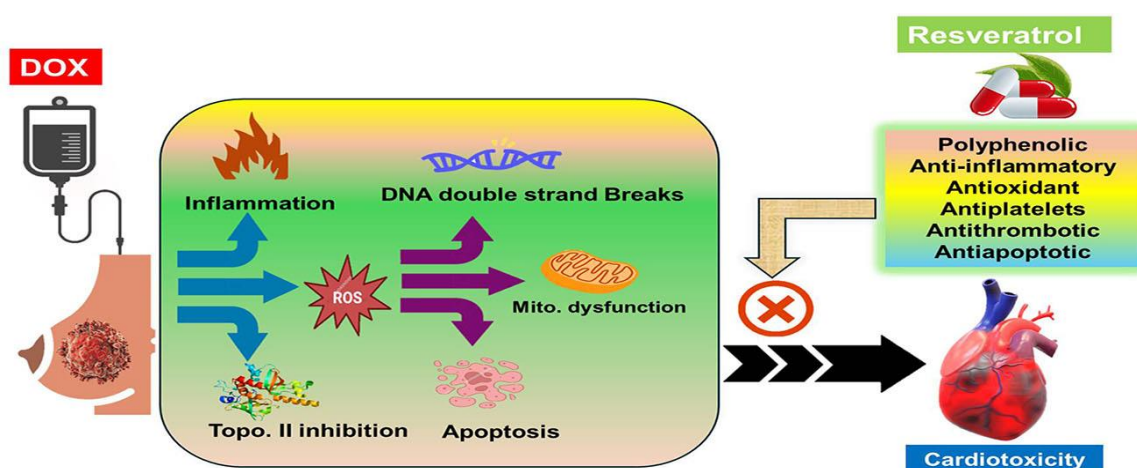 DOX
Inflammation
DNA double strand Breaks
ROS
Mito. dysfunction
Topo. II inhibition
Apoptosis
Resveratrol
Polyphenolic
Anti-inflammatory
Antioxidant
Antiplatelets
Antithrombotic
Antiapoptotic
Cardiotoxicity